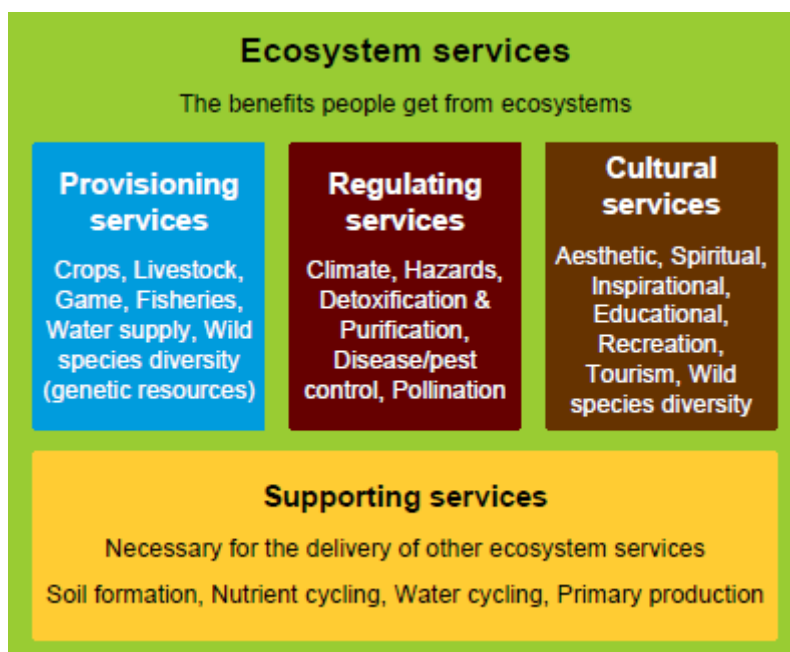 Ecosystem services
The benefits people get from ecosystems
Provisioning
services
Crops, Livestock,
Game, Fisheries,
Water supply, Wild
species diversity
(genetic resources)
Regulating
services
Climate, Hazards,
Detoxification &
Purification,
Disease/pest
control, Pollination
Cultural
services
Aesthetic, Spiritual,
Inspirational,
Educational,
Recreation,
Tourism, Wild
species diversity
Supporting services
Necessary for the delivery of other ecosystem services
Soil formation, Nutrient cycling, Water cycling, Primary production